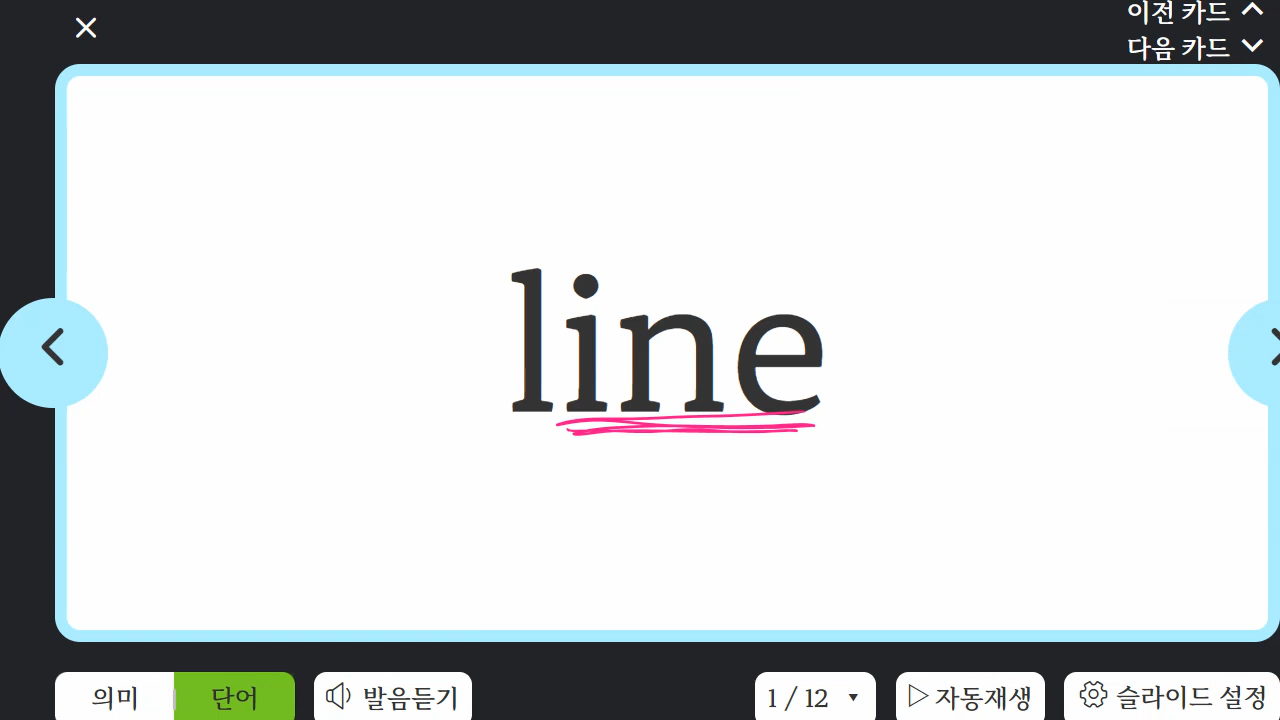 이전 카드
다음 카드
line
의미 단어 발음듣기 1 / 12 자동재생 슬라이드 설정